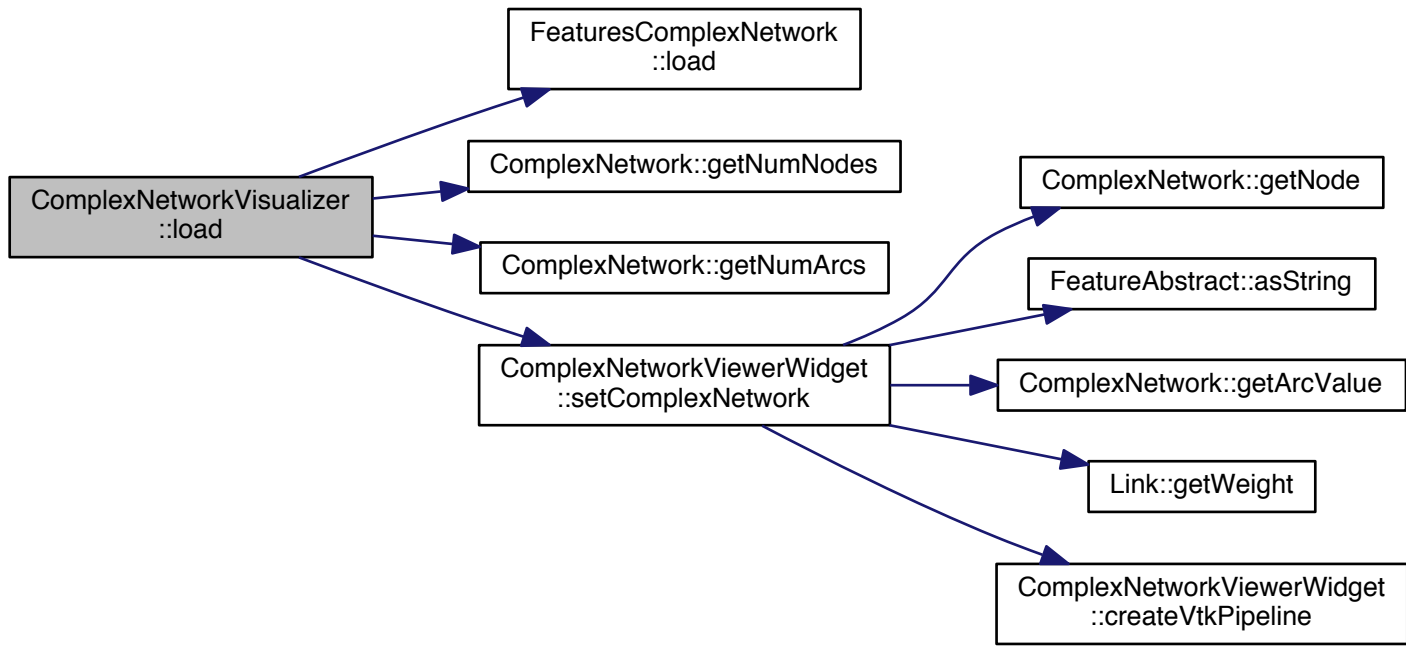 FeaturesComplexNetwork
::load
ComplexNetwork::getNumNodes
ComplexNetwork::getNode
ComplexNetworkVisualizer
::load
ComplexNetwork::getNumArcs
FeatureAbstract::asString
ComplexNetworkViewerWidget
::setComplexNetwork
ComplexNetwork::getArcValue
Link::getWeight
ComplexNetworkViewerWidget
::createVtkPipeline